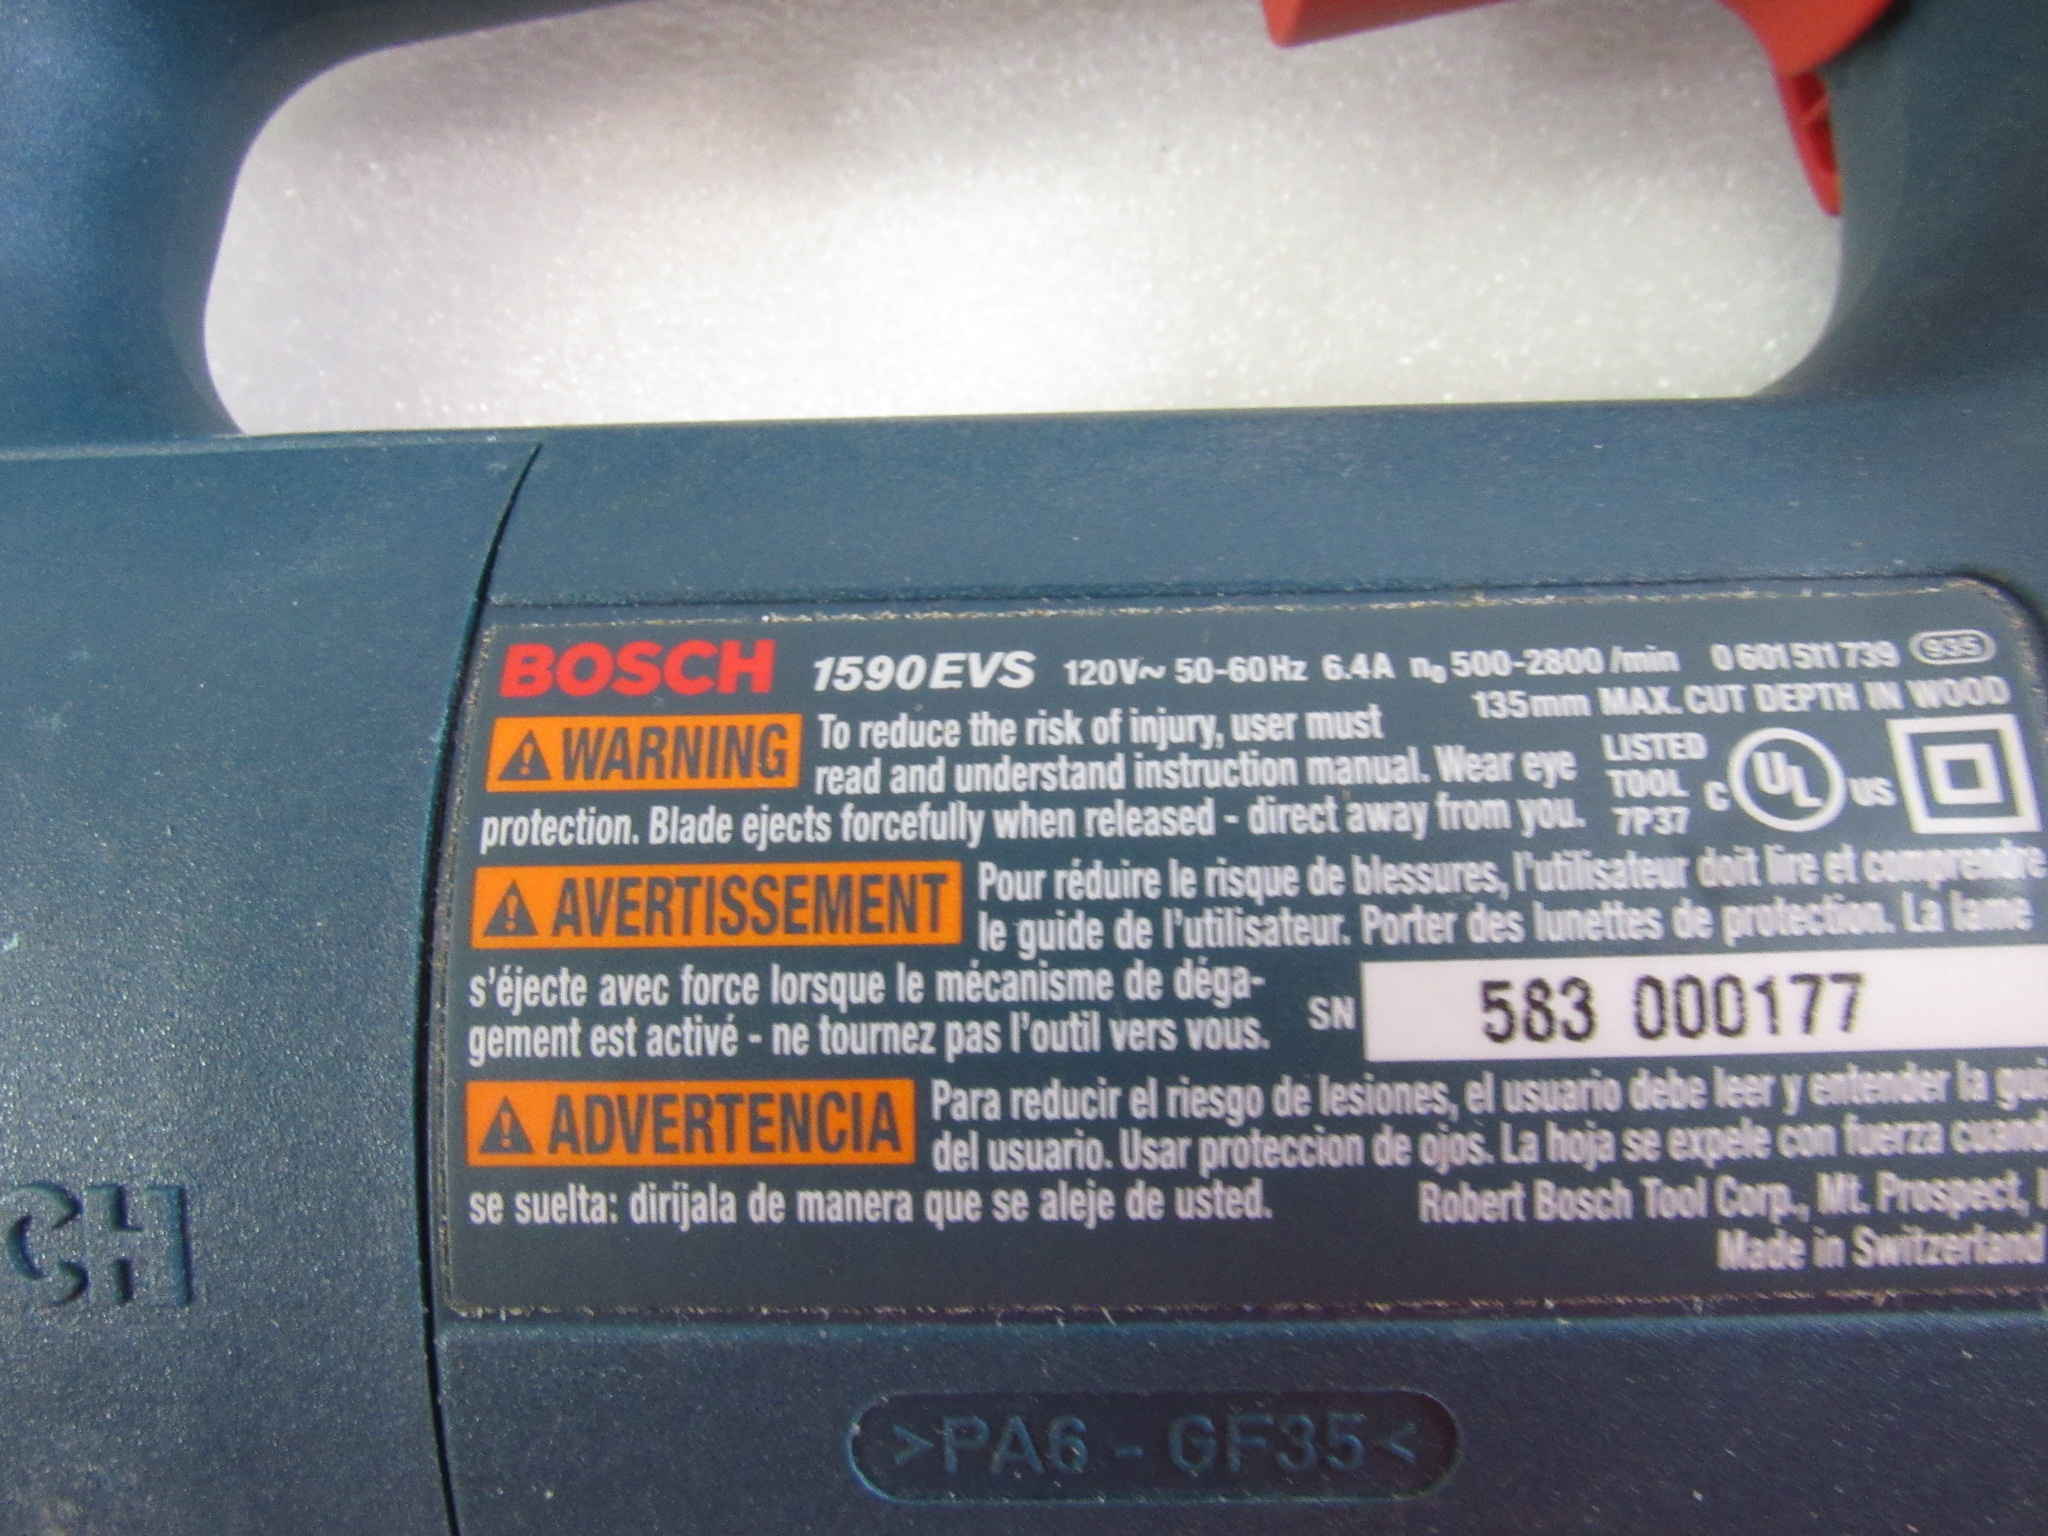 BOSCH 1590EVS 120V~ 50-60Hz 6.4A n₀ 500-2800/min 0 601 511 739 935
135mm MAX. CUT DEPTH IN WOOD
WARNING To reduce the risk of injury, user must
read and understand instruction manual. Wear eye
protection. Blade ejects forcefully when released - direct away from you.
LISTED
TOOL
7P37
C UL US
AVERTISSEMENT Pour réduire le risque de blessures, l'utilisateur doit lire et comprendre
le guide de l'utilisateur. Porter des lunettes de protection. La lame
s'éjecte avec force lorsque le mécanisme de déga-
gement est activé - ne tournez pas l'outil vers vous.
SN 583 000177
ADVERTENCIA Para reducir el riesgo de lesiones, el usuario debe leer y entender la gui
del usuario. Usar proteccion de ojos. La hoja se expele con fuerza cuand
se suelta: diríjala de manera que se aleje de usted.
Robert Bosch Tool Corp., Mt. Prospect,
Made in Switzerland
CH
>PA6 - GF35<